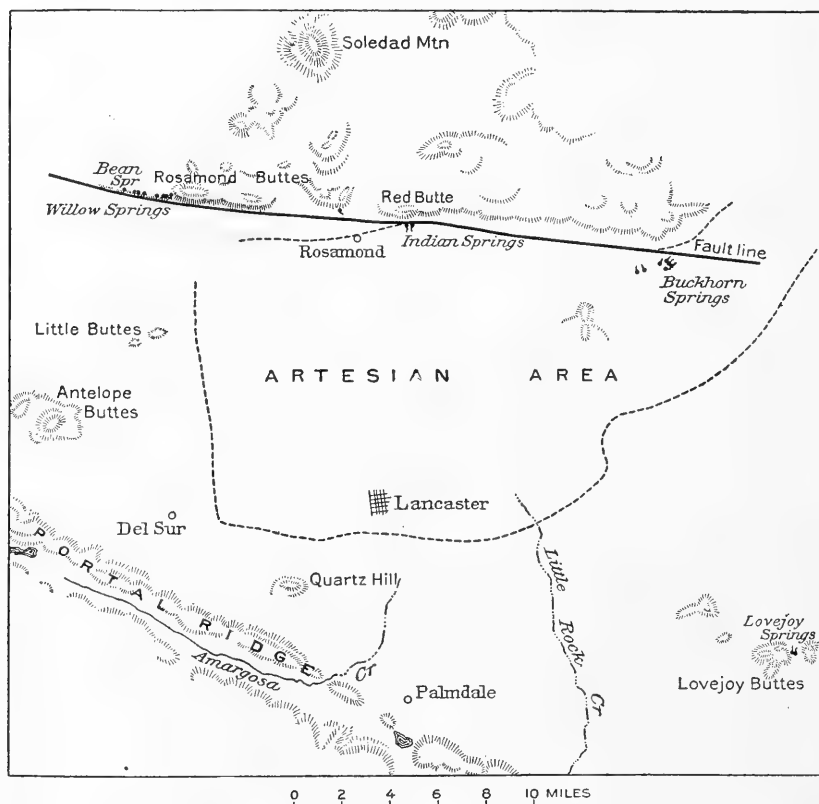 Soledad Mtn
Bean
Spr
Rosamond Buttes
Willow Springs
Red Butte
Rosamond
Indian Springs
Fault line
Buckhorn
Springs
Little Buttes
ARTESIAN AREA
Antelope
Buttes
Lancaster
Del Sur
PORTAL RIDGE
Quartz Hill
Little Rock Cr
Lovejoy
Springs
Amargosa Cr
Palmdale
Lovejoy Buttes
0 2 4 6 8 10 MILES